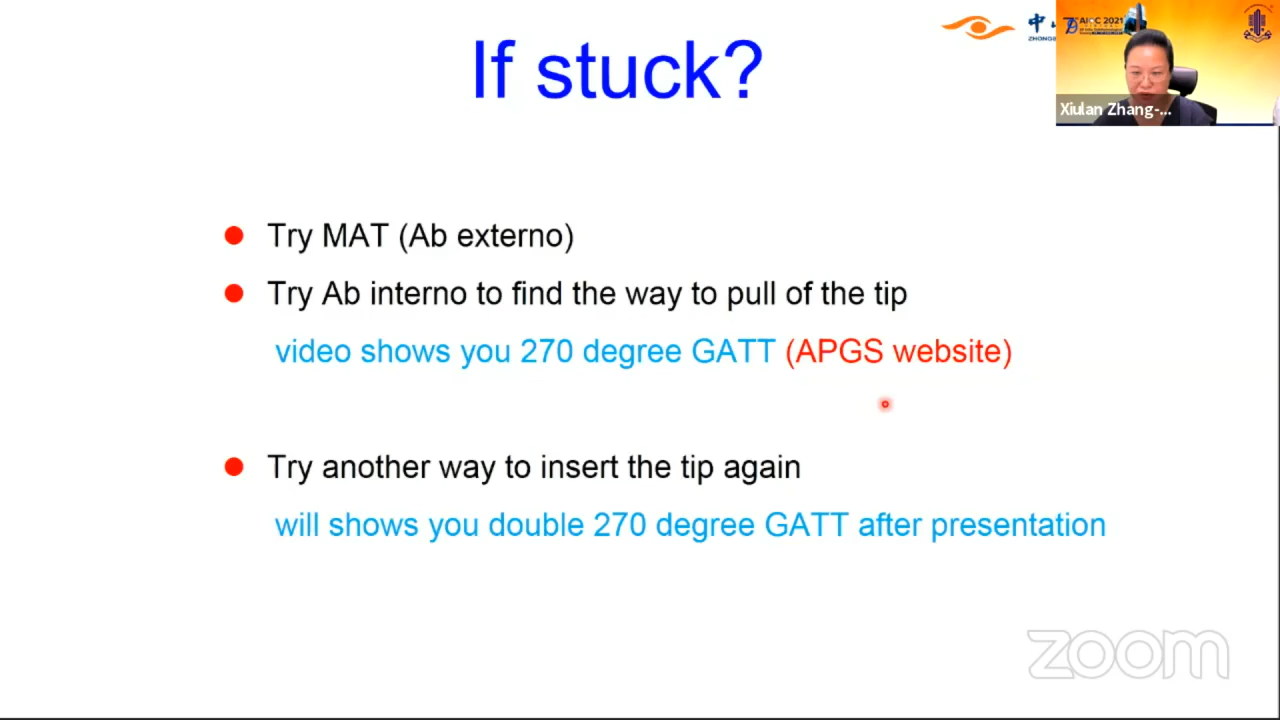 If stuck?
AIOC 2021
Xiulan Zhang-...
Try MAT (Ab externo)
Try Ab interno to find the way to pull of the tip
video shows you 270 degree GATT (APGS website)
Try another way to insert the tip again
will shows you double 270 degree GATT after presentation
zoom